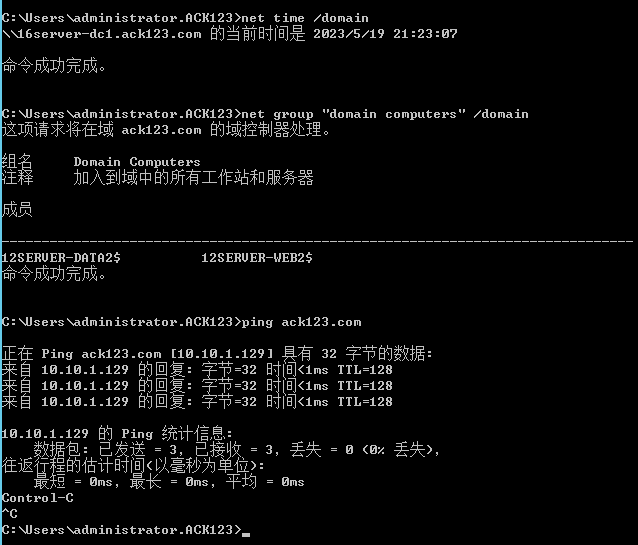 C:\Users\administrator.ACK123>net time /domain
\\16server-dc1.ack123.com 的当前时间是 2023/5/19 21:23:07
命令成功完成。
C:\Users\administrator.ACK123>net group "domain computers" /domain
这项请求将在域 ack123.com 的域控制器处理。
组名     Domain Computers
注释     加入到域中的所有工作站和服务器
成员
-------------------------------------------------------------------------------
12SERVER-DATA2$          12SERVER-WEB2$
命令成功完成。
C:\Users\administrator.ACK123>ping ack123.com
正在 Ping ack123.com [10.10.1.129] 具有 32 字节的数据:
来自 10.10.1.129 的回复: 字节=32 时间<1ms TTL=128
来自 10.10.1.129 的回复: 字节=32 时间<1ms TTL=128
来自 10.10.1.129 的回复: 字节=32 时间<1ms TTL=128
10.10.1.129 的 Ping 统计信息:
    数据包: 已发送 = 3, 已接收 = 3, 丢失 = 0 (0% 丢失),
往返行程的估计时间(以毫秒为单位):
    最短 = 0ms, 最长 = 0ms, 平均 = 0ms
Control-C
^C
C:\Users\administrator.ACK123>_